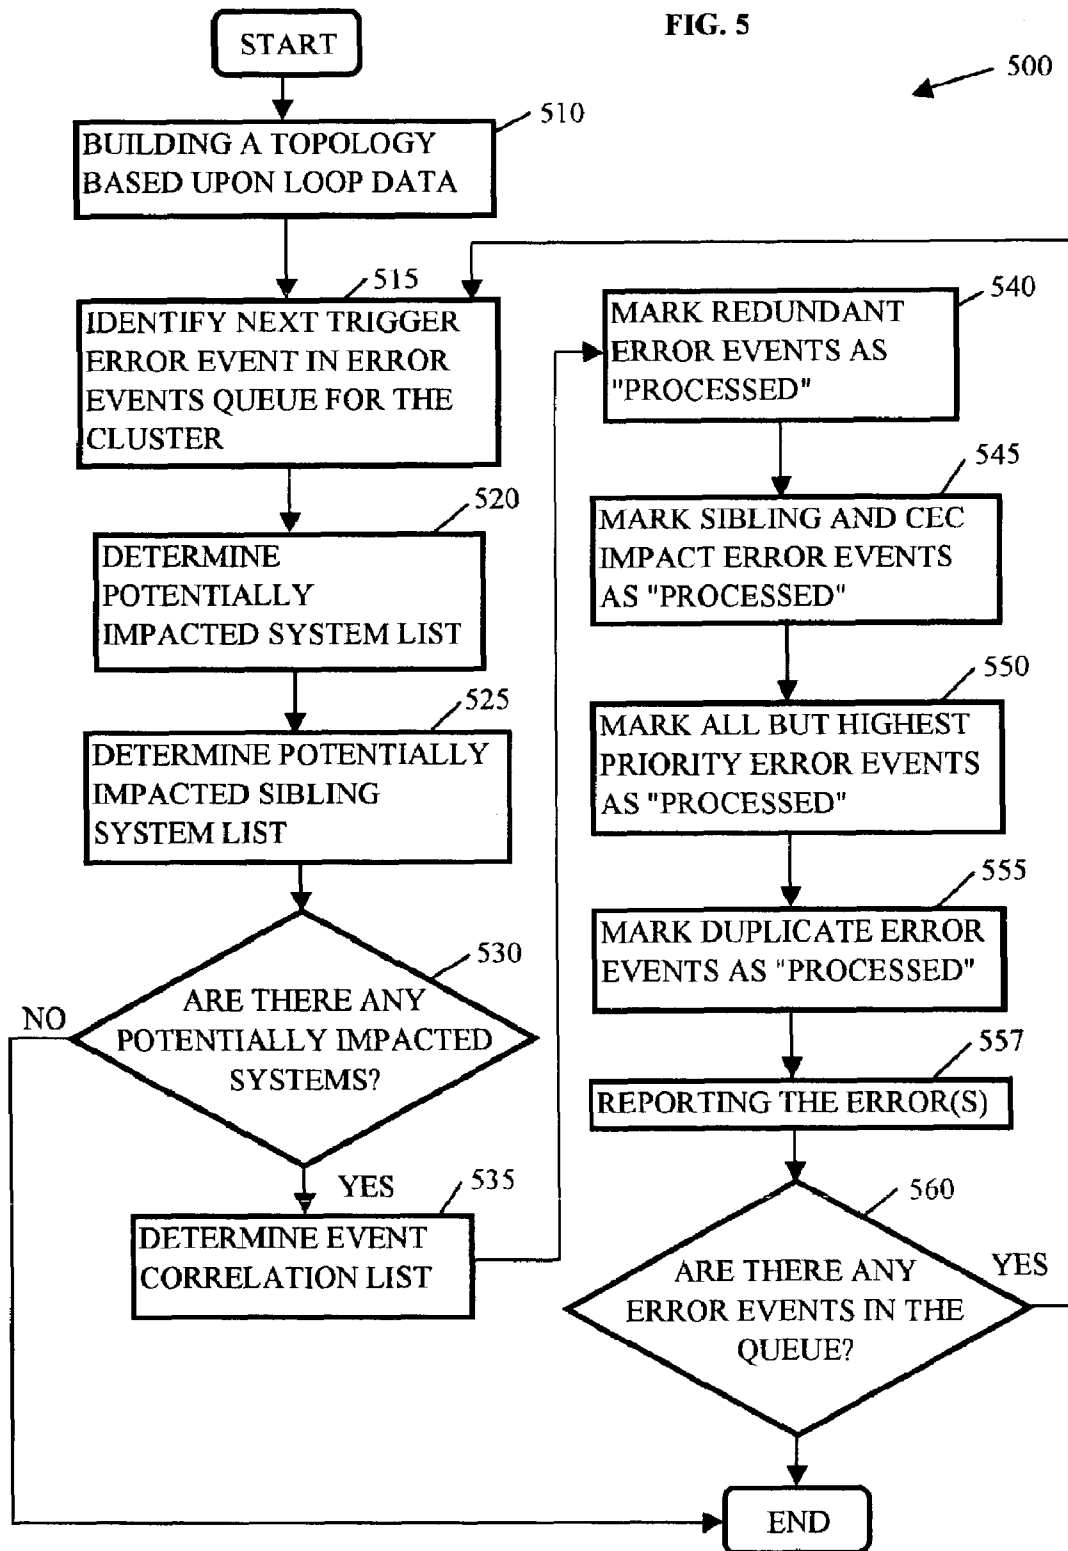 FIG. 5
500
START
510
BUILDING A TOPOLOGY
BASED UPON LOOP DATA
515
IDENTIFY NEXT TRIGGER
ERROR EVENT IN ERROR
EVENTS QUEUE FOR THE
CLUSTER
520
DETERMINE
POTENTIALLY
IMPACTED SYSTEM LIST
525
DETERMINE POTENTIALLY
IMPACTED SIBLING
SYSTEM LIST
530
ARE THERE ANY
POTENTIALLY IMPACTED
SYSTEMS?
NO
YES
535
DETERMINE EVENT
CORRELATION LIST
540
MARK REDUNDANT
ERROR EVENTS AS
"PROCESSED"
545
MARK SIBLING AND CEC
IMPACT ERROR EVENTS
AS "PROCESSED"
550
MARK ALL BUT HIGHEST
PRIORITY ERROR EVENTS
AS "PROCESSED"
555
MARK DUPLICATE ERROR
EVENTS AS "PROCESSED"
557
REPORTING THE ERROR(S)
560
ARE THERE ANY
ERROR EVENTS IN THE
QUEUE?
YES
END